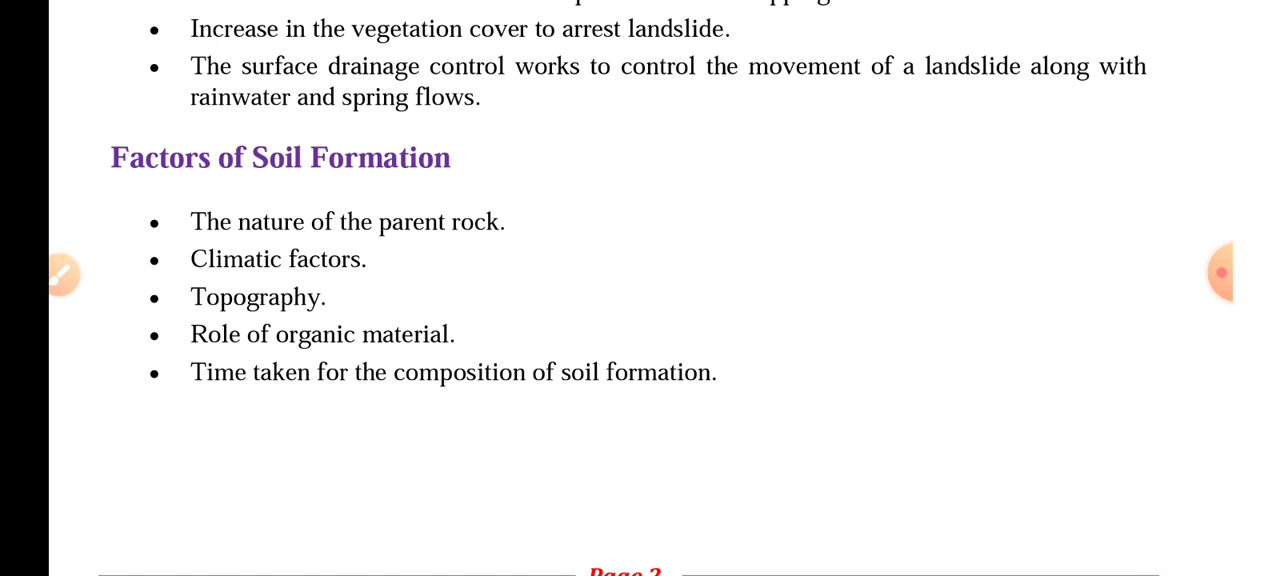 • Increase in the vegetation cover to arrest landslide.
• The surface drainage control works to control the movement of a landslide along with
rainwater and spring flows.
Factors of Soil Formation
• The nature of the parent rock.
• Climatic factors.
• Topography.
• Role of organic material.
• Time taken for the composition of soil formation.
Page 2